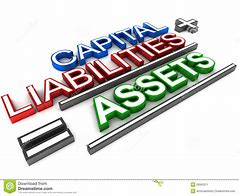 CAPITAL +
LIABILITIES
= ASSETS